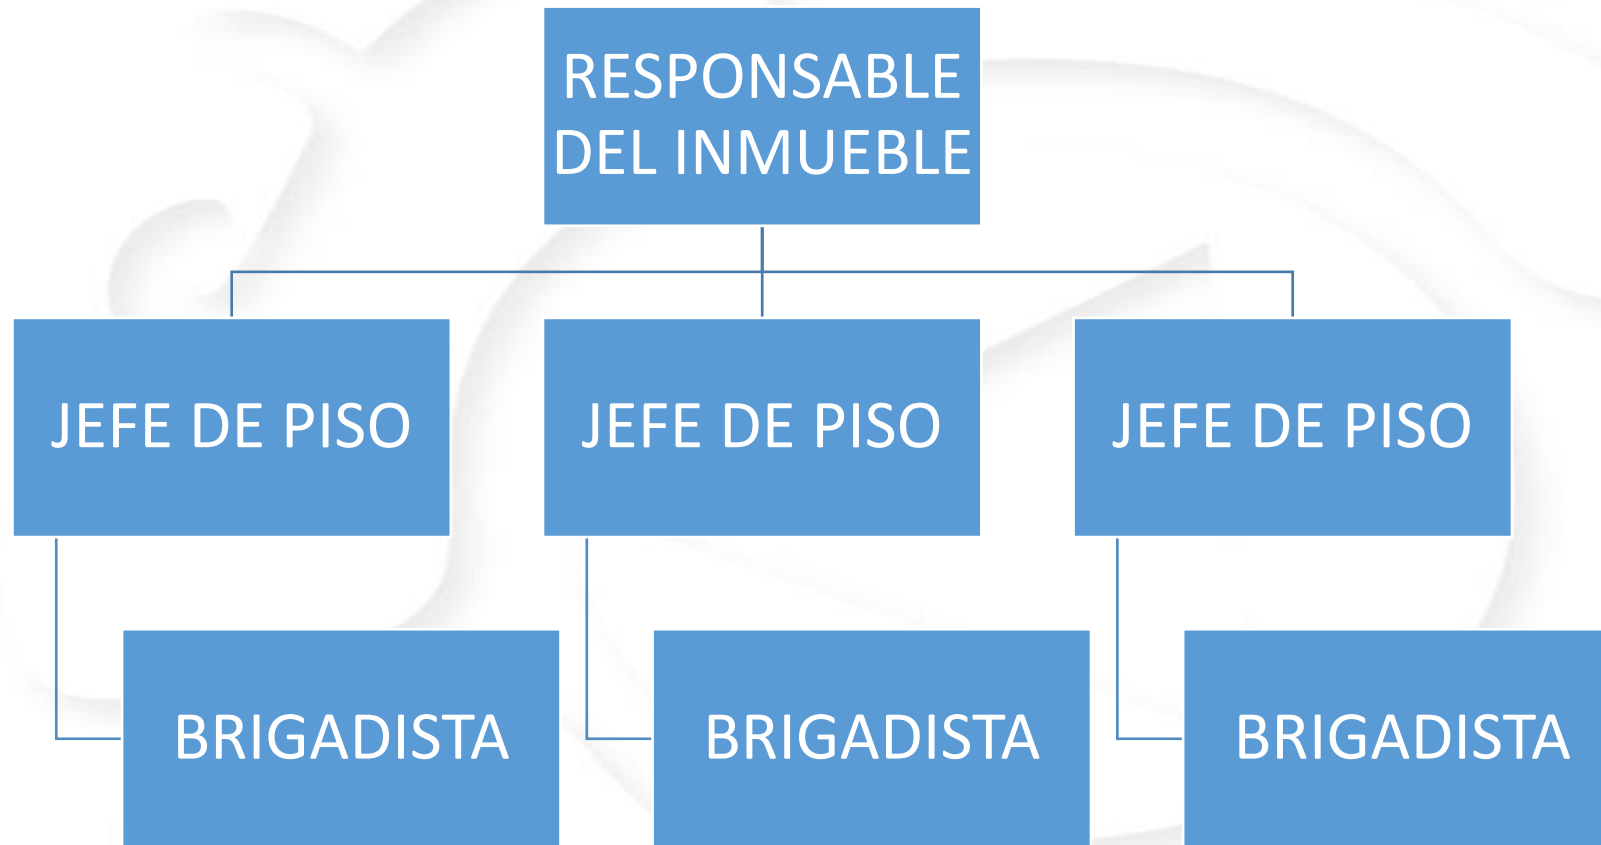 RESPONSABLE
DEL INMUEBLE
JEFE DE PISO
JEFE DE PISO
JEFE DE PISO
BRIGADISTA
BRIGADISTA
BRIGADISTA